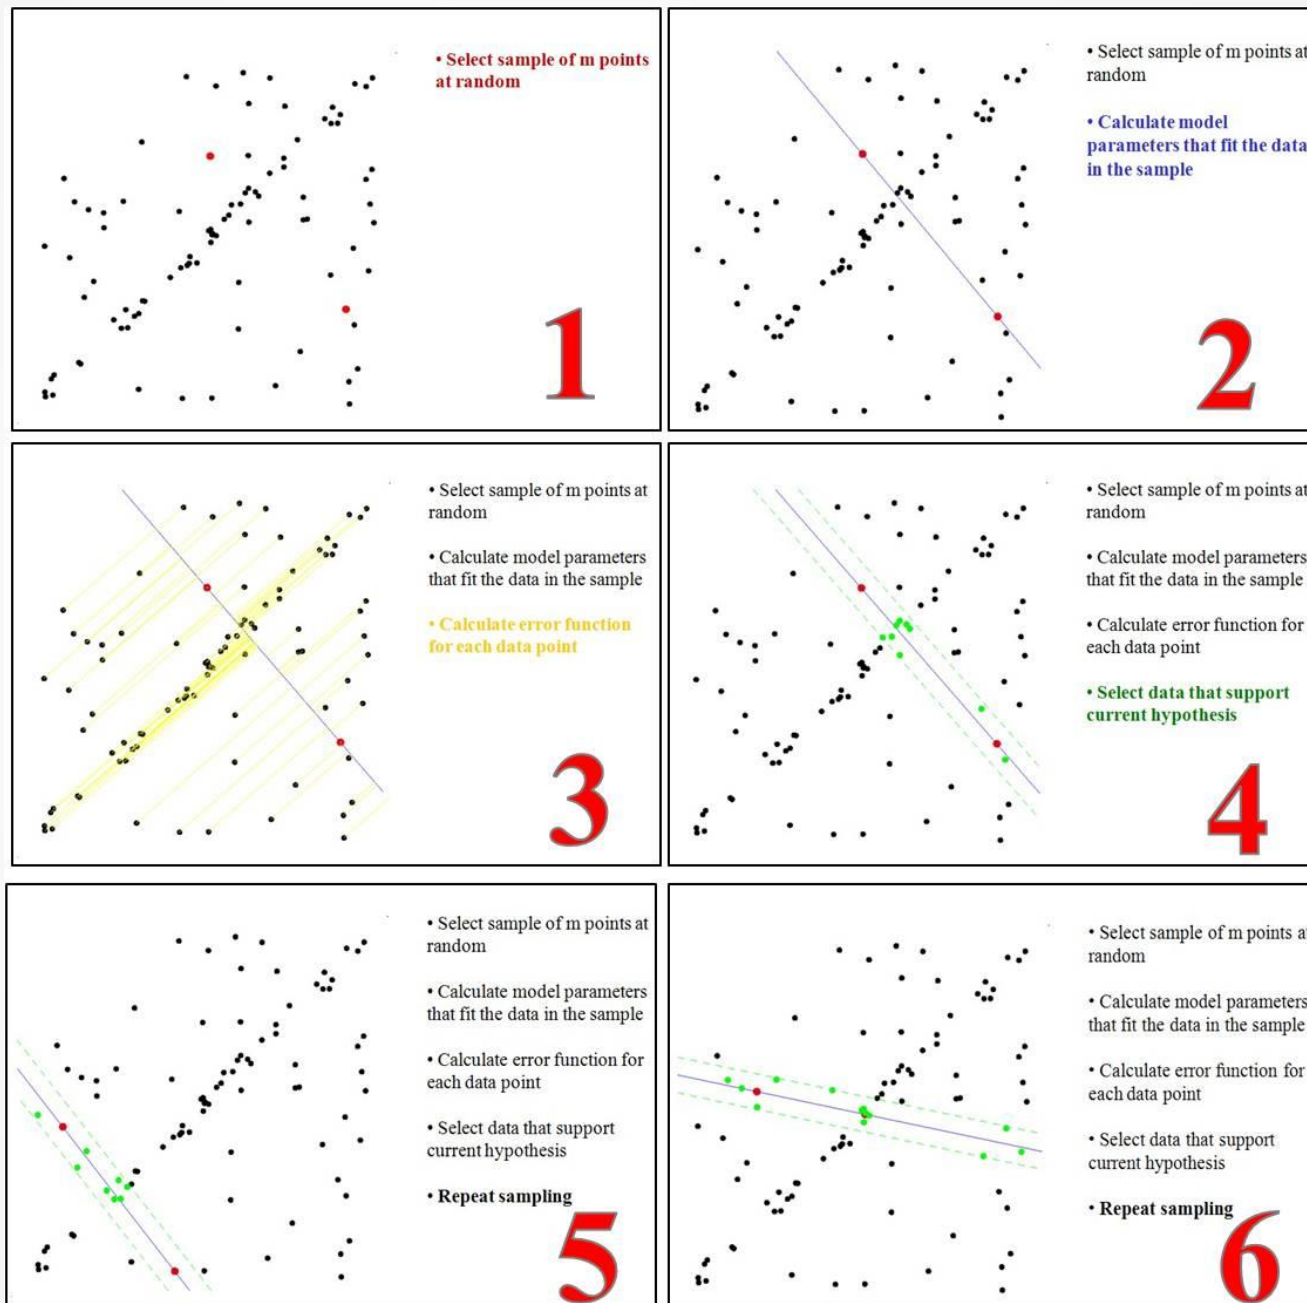 • Select sample of m points
at random
1
• Select sample of m points at
random
• Calculate model
parameters that fit the data
in the sample
2
• Select sample of m points at
random
• Calculate model parameters
that fit the data in the sample
• Calculate error function
for each data point
3
• Select sample of m points at
random
• Calculate model parameters
that fit the data in the sample
• Calculate error function for
each data point
• Select data that support
current hypothesis
4
• Select sample of m points at
random
• Calculate model parameters
that fit the data in the sample
• Calculate error function for
each data point
• Select data that support
current hypothesis
• Repeat sampling
5
• Select sample of m points at
random
• Calculate model parameters
that fit the data in the sample
• Calculate error function for
each data point
• Select data that support
current hypothesis
• Repeat sampling
6